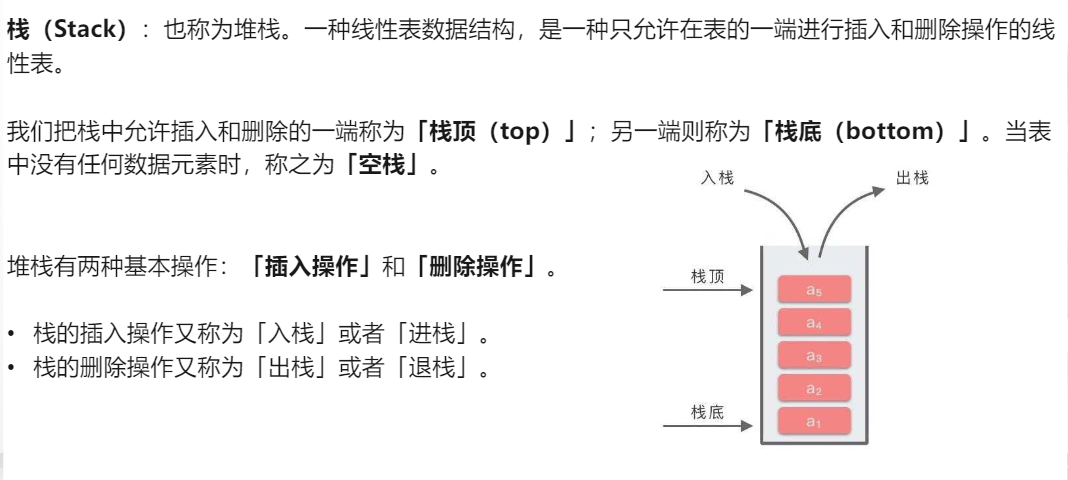 栈（Stack）：也称为堆栈。一种线性表数据结构，是一种只允许在表的一端进行插入和删除操作的线
性表。
我们把栈中允许插入和删除的一端称为「栈顶（top）」；另一端则称为「栈底（bottom）」。当表
中没有任何数据元素时，称之为「空栈」。
入栈
出栈
堆栈有两种基本操作：「插入操作」和「删除操作」。
• 栈的插入操作又称为「入栈」或者「进栈」。
• 栈的删除操作又称为「出栈」或者「退栈」。
栈顶
a₅
a₄
a₃
a₂
栈底
a₁